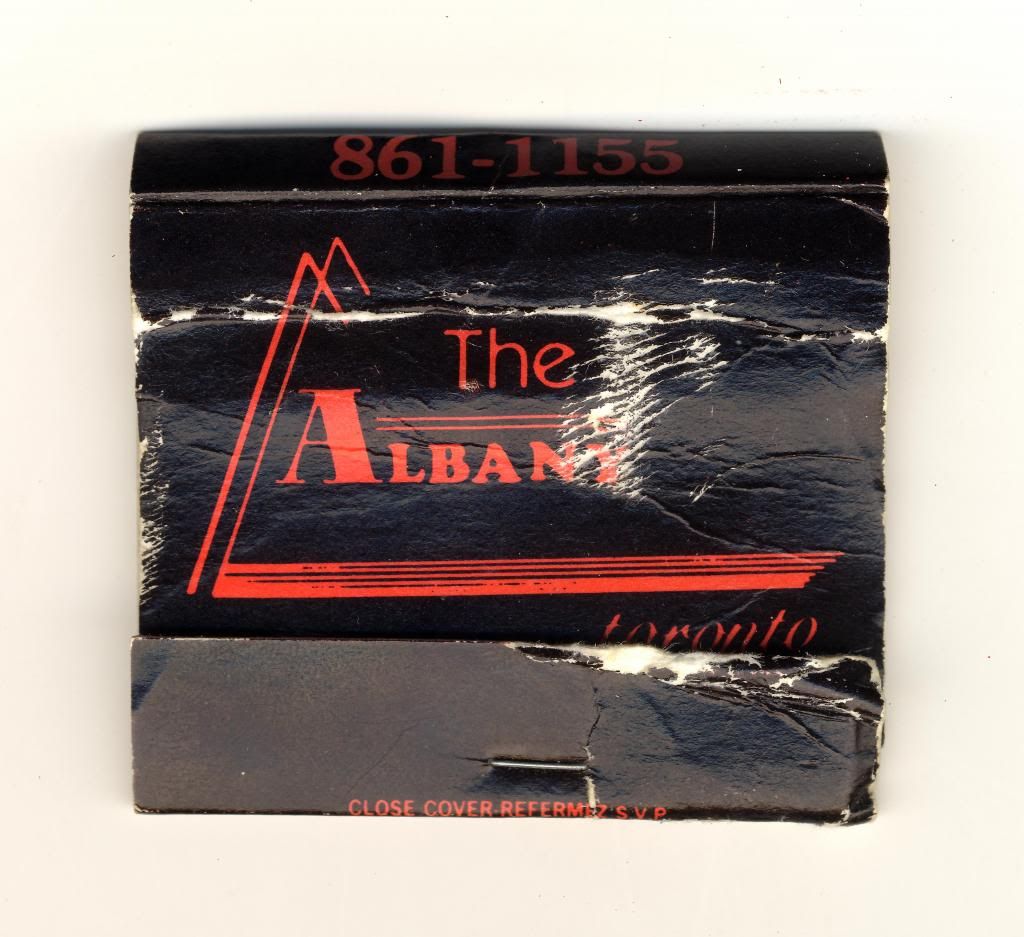 861-1155
The
ALBANY
toronto
CLOSE COVER-REFERMEZ S.V.P.